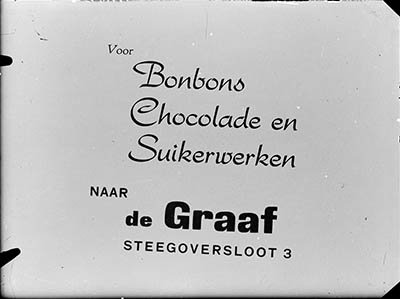 Voor
Bonbons
Chocolade en
Suikerwerken
NAAR
de Graaf
STEEGOVERSLOOT 3